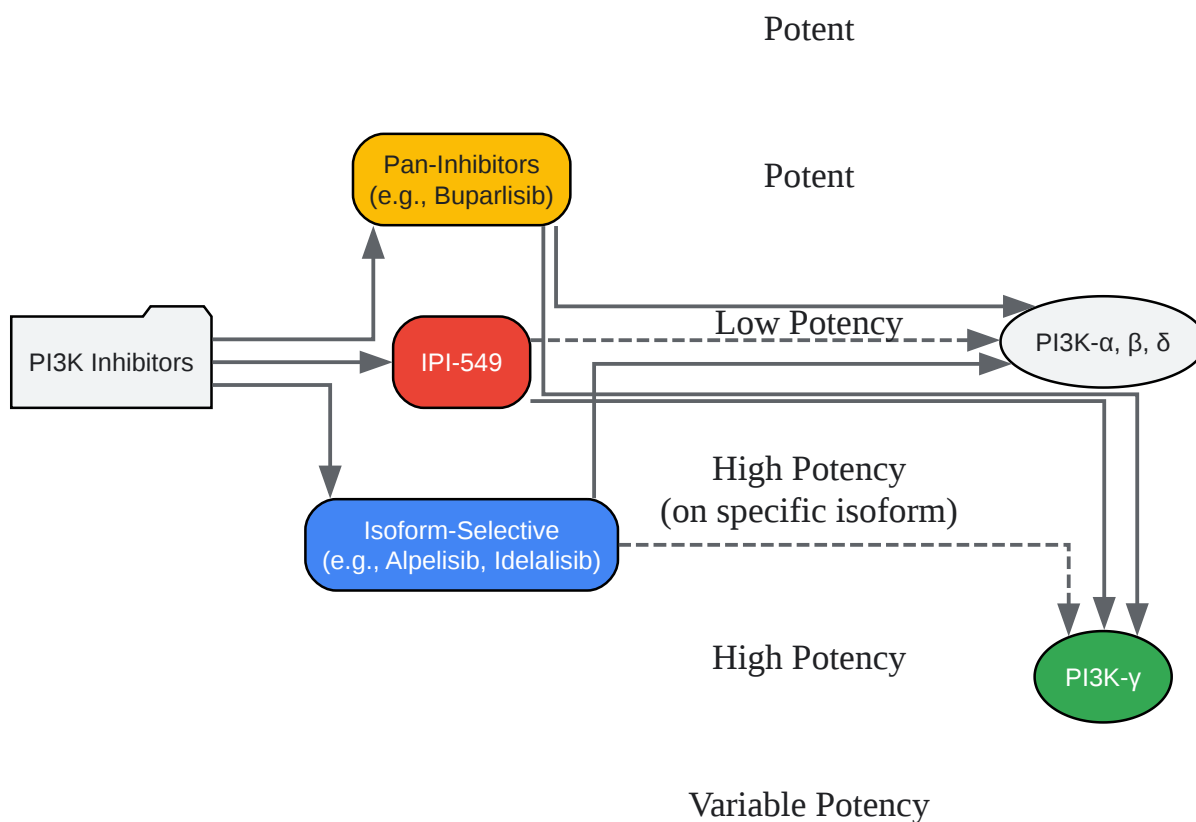 Potent
Pan-Inhibitors
(e.g., Buparlisib)
Potent
PI3K Inhibitors
IPI-549
Low Potency
PI3K-α, β, δ
High Potency
(on specific isoform)
Isoform-Selective
(e.g., Alpelisib, Idelalisib)
High Potency
PI3K-γ
Variable Potency